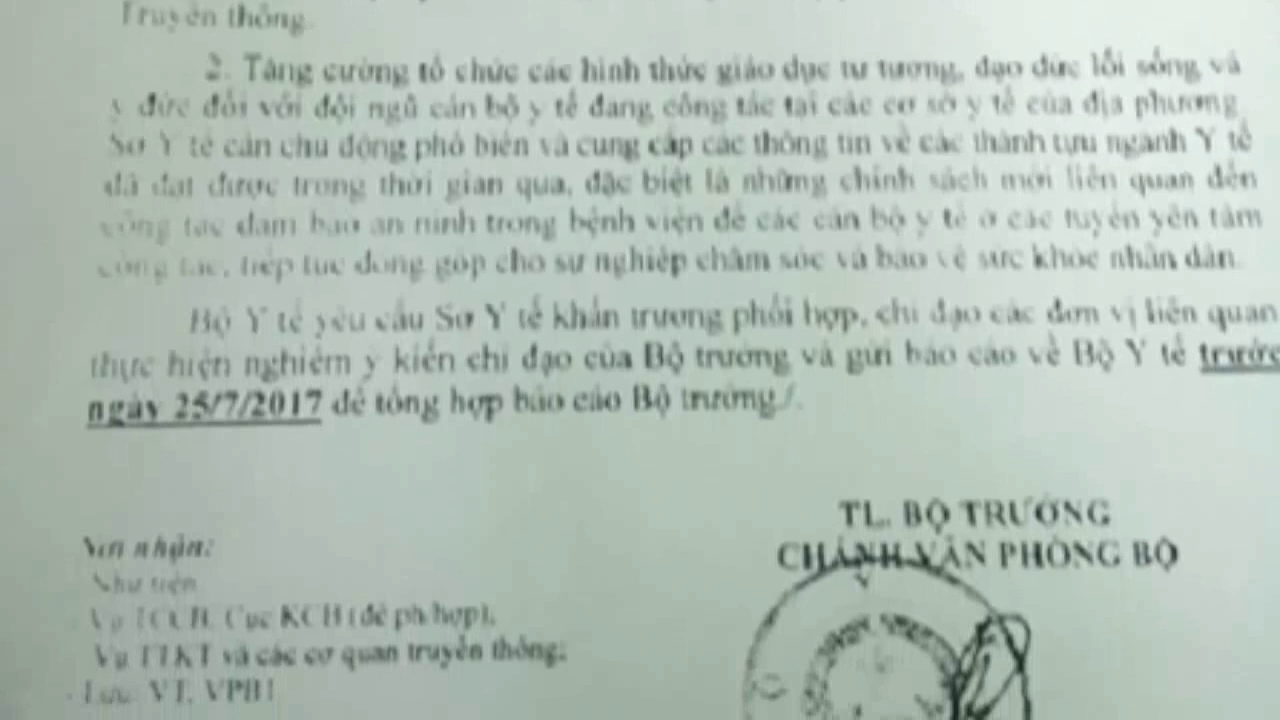 Truyền thông.
2. Tăng cường tổ chức các hình thức giáo dục tư tưởng, đạo đức lối sống và
y đức đối với đội ngũ cán bộ y tế đang công tác tại các cơ sở y tế của địa phương.
Sở Y tế cần chủ động phổ biến và cung cấp các thông tin về các thành tựu ngành Y tế
đã đạt được trong thời gian qua, đặc biệt là những chính sách mới liên quan đến
công tác đảm bảo an ninh trong bệnh viện để các cán bộ y tế ở các tuyến yên tâm
công tác, tiếp tục đóng góp cho sự nghiệp chăm sóc và bảo vệ sức khỏe nhân dân.
Bộ Y tế yêu cầu Sở Y tế khẩn trương phối hợp, chỉ đạo các đơn vị liên quan
thực hiện nghiêm ý kiến chỉ đạo của Bộ trưởng và gửi báo cáo về Bộ Y tế trước
ngày 25/7/2017 để tổng hợp báo cáo Bộ trưởng./.
TL. BỘ TRƯỞNG
CHÁNH VĂN PHÒNG BỘ
Nơi nhận:
Như trên
Vụ TCCB, Cục KCB (để ph/hợp);
Vụ TTKT và các cơ quan truyền thông;
- Lưu: VT, VPB1